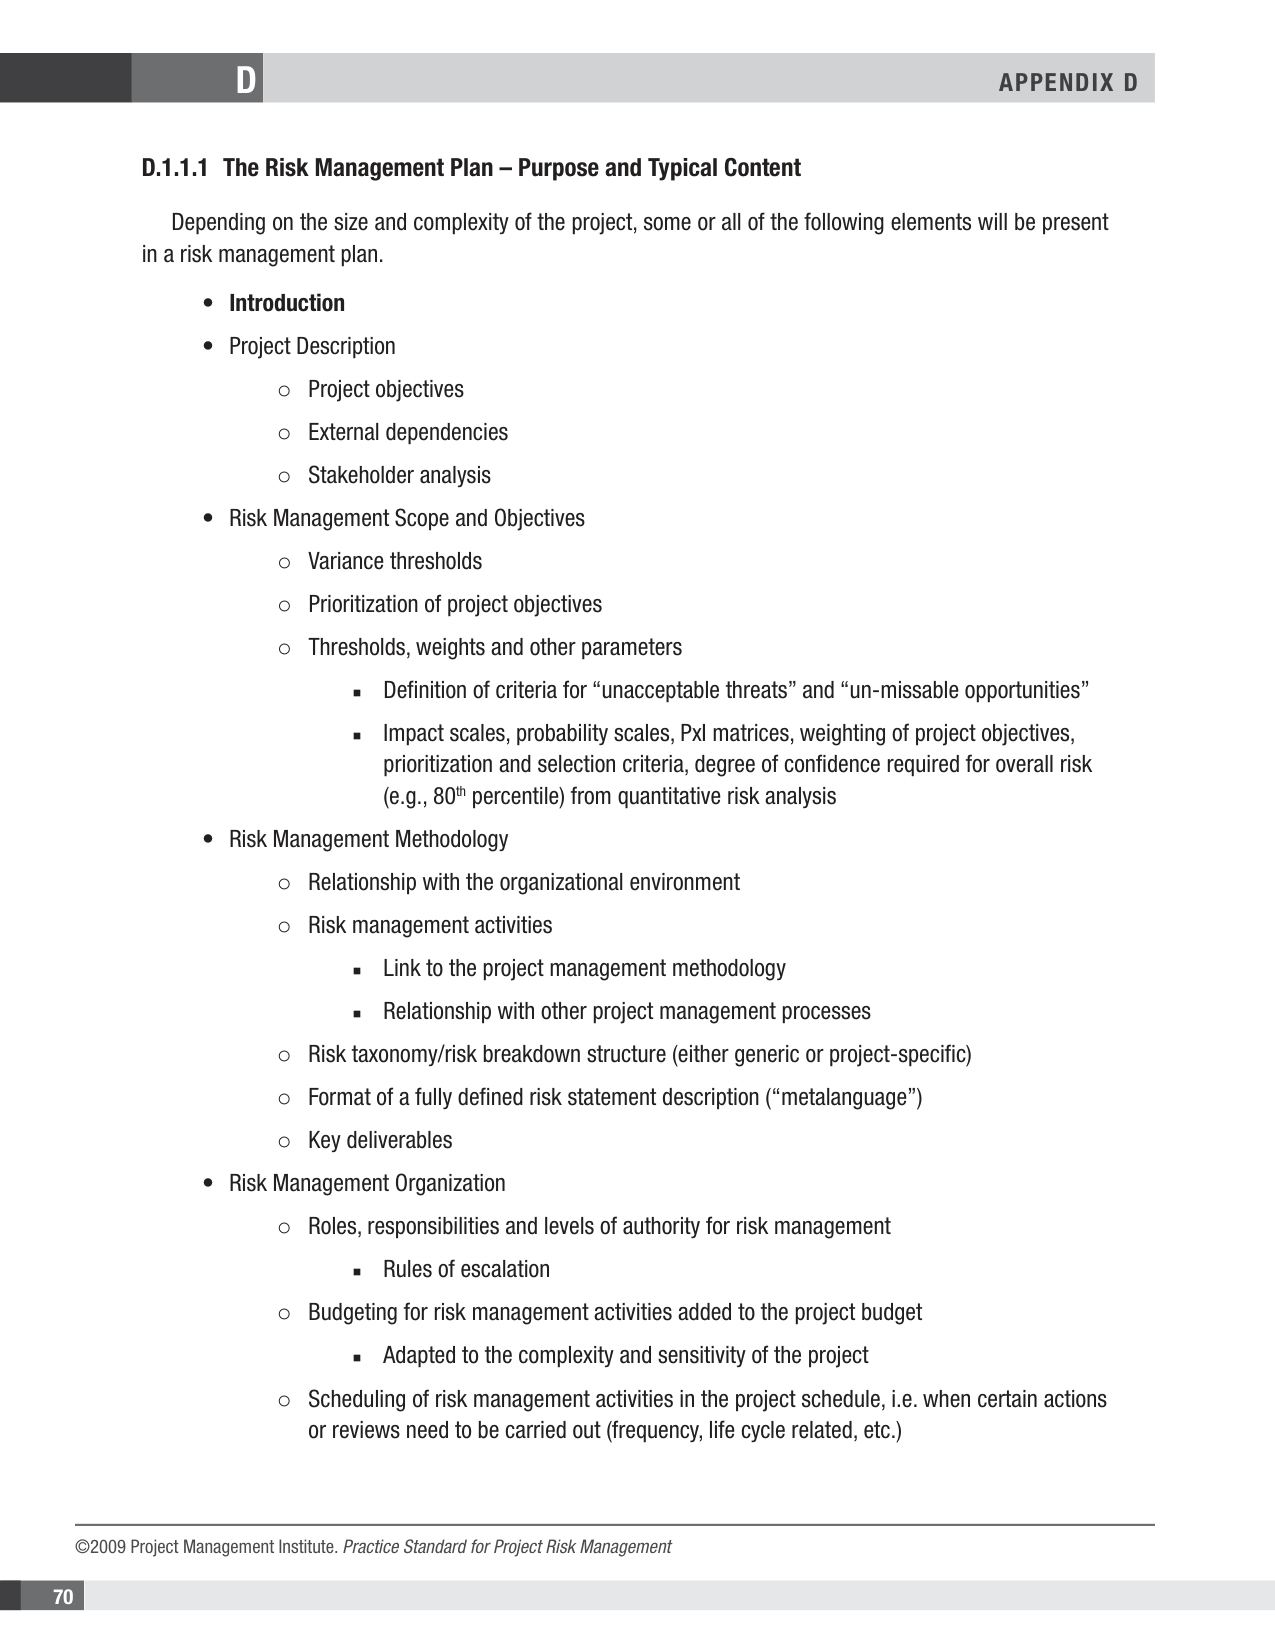 D
APPENDIX D
D.1.1.1 The Risk Management Plan – Purpose and Typical Content
Depending on the size and complexity of the project, some or all of the following elements will be present
in a risk management plan.
• Introduction
• Project Description
○ Project objectives
○ External dependencies
○ Stakeholder analysis
• Risk Management Scope and Objectives
○ Variance thresholds
○ Prioritization of project objectives
○ Thresholds, weights and other parameters
▪ Definition of criteria for “unacceptable threats” and “un-missable opportunities”
▪ Impact scales, probability scales, PxI matrices, weighting of project objectives,
prioritization and selection criteria, degree of confidence required for overall risk
(e.g., 80th percentile) from quantitative risk analysis
• Risk Management Methodology
○ Relationship with the organizational environment
○ Risk management activities
▪ Link to the project management methodology
▪ Relationship with other project management processes
○ Risk taxonomy/risk breakdown structure (either generic or project-specific)
○ Format of a fully defined risk statement description (“metalanguage”)
○ Key deliverables
• Risk Management Organization
○ Roles, responsibilities and levels of authority for risk management
▪ Rules of escalation
○ Budgeting for risk management activities added to the project budget
▪ Adapted to the complexity and sensitivity of the project
○ Scheduling of risk management activities in the project schedule, i.e. when certain actions
or reviews need to be carried out (frequency, life cycle related, etc.)
©2009 Project Management Institute. Practice Standard for Project Risk Management
70